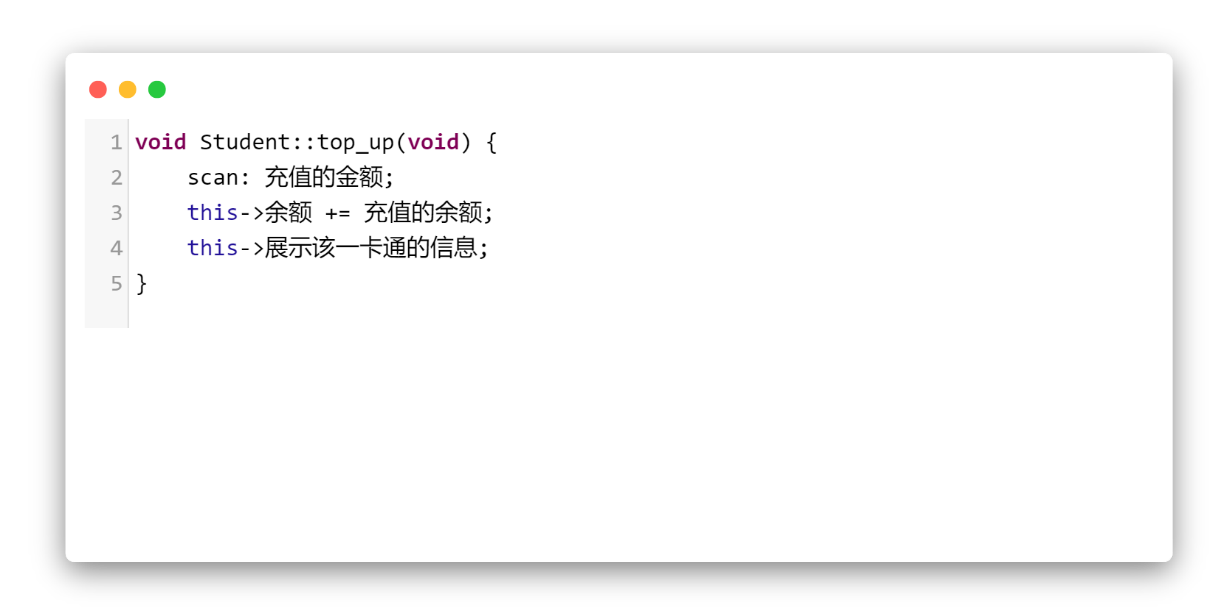 1 void Student::top_up(void) {
2     scan: 充值的金额;
3     this->余额 += 充值的余额;
4     this->展示该一卡通的信息;
5 }